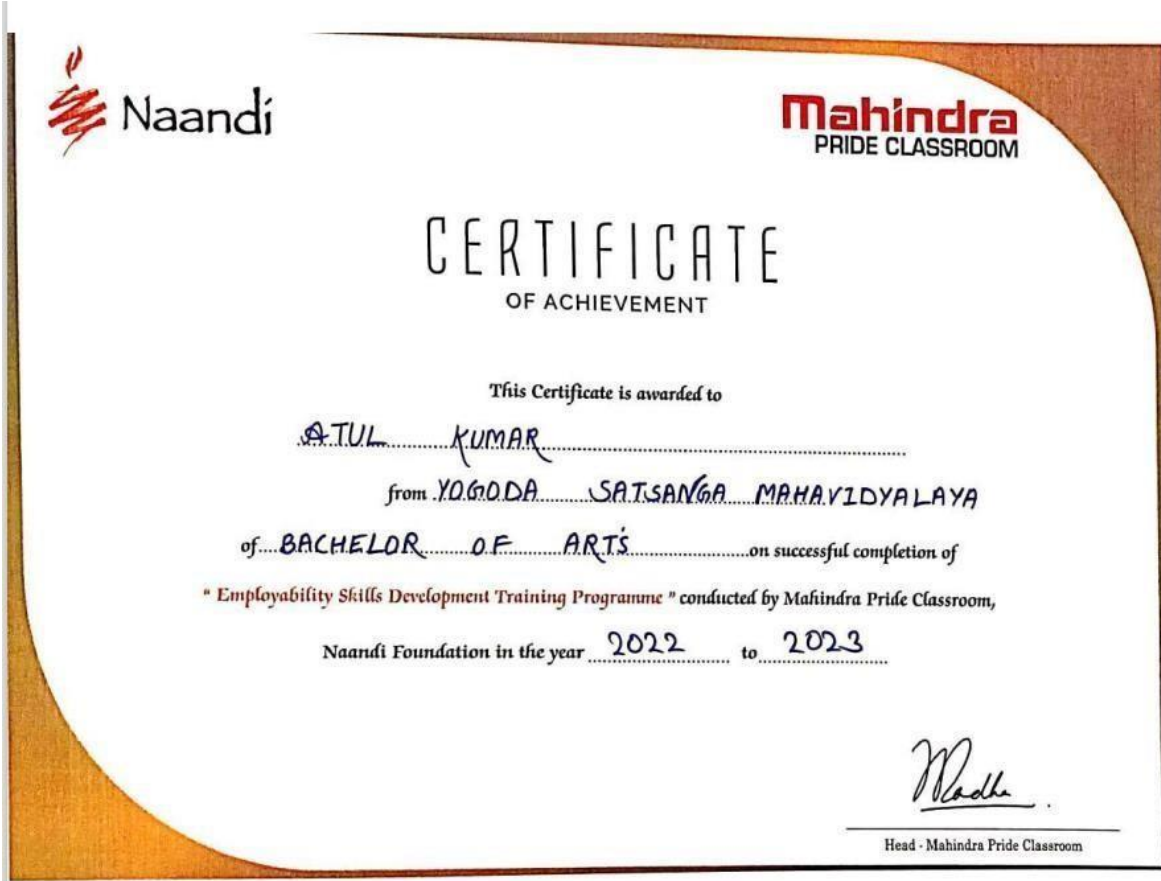 Naandi
Mahindra
PRIDE CLASSROOM
CERTIFICATE
OF ACHIEVEMENT
This Certificate is awarded to
ATUL KUMAR
from YOGODA SATSANGA MAHAVIDYALAYA
of BACHELOR OF ART'S on successful completion of
" Employability Skills Development Training Programme " conducted by Mahindra Pride Classroom,
Naandi Foundation in the year 2022 to 2023
Head - Mahindra Pride Classroom